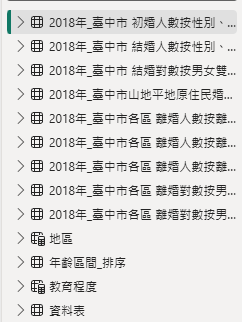 2018年_臺中市 初婚人數按性別、...
2018年_臺中市 結婚人數按性別、...
2018年_臺中市 結婚對數按男女雙...
2018年_臺中市山地平地原住民婚...
2018年_臺中市各區 離婚人數按離...
2018年_臺中市各區 離婚人數按離...
2018年_臺中市各區 離婚對數按離...
2018年_臺中市各區 離婚對數按男...
2018年_臺中市各區 離婚對數按男...
地區
年齡區間_排序
教育程度
資料表